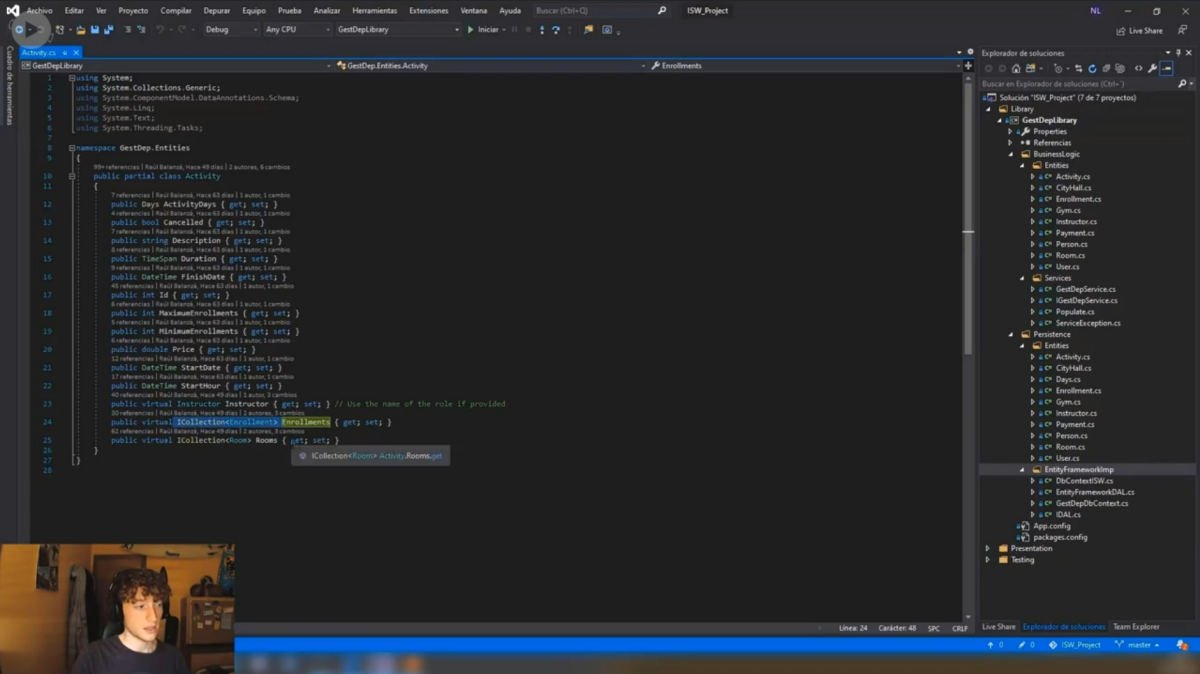 Archivo Editar Ver Git Proyecto Compilar Depurar Equipo Prueba Analizar Herramientas Extensiones Ventana Ayuda Buscar (Ctrl+Q) ISW_Project NL
Debug Any CPU GestDepLibrary Iniciar Live Share
Activity.cs
GestDepLibrary GestDep.Entities.Activity Enrollments
Cuadro de herramientas
1 using System;
2 using System.Collections.Generic;
3 using System.ComponentModel.DataAnnotations.Schema;
4 using System.Linq;
5 using System.Text;
6 using System.Threading.Tasks;
7
8 namespace GestDep.Entities
9 {
99+ referencias | Raúl Balanzá, Hace 49 días | 2 autores, 6 cambios
10 public partial class Activity
11 {
7 referencias | Raúl Balanzá, Hace 63 días | 1 autor, 1 cambio
12 public Days ActivityDays { get; set; }
4 referencias | Raúl Balanzá, Hace 63 días | 1 autor, 1 cambio
13 public bool Cancelled { get; set; }
7 referencias | Raúl Balanzá, Hace 63 días | 1 autor, 1 cambio
14 public string Description { get; set; }
8 referencias | Raúl Balanzá, Hace 63 días | 1 autor, 1 cambio
15 public TimeSpan Duration { get; set; }
9 referencias | Raúl Balanzá, Hace 63 días | 1 autor, 1 cambio
16 public DateTime FinishDate { get; set; }
45 referencias | Raúl Balanzá, Hace 63 días | 1 autor, 1 cambio
17 public int Id { get; set; }
6 referencias | Raúl Balanzá, Hace 63 días | 1 autor, 1 cambio
18 public int MaximumEnrollments { get; set; }
5 referencias | Raúl Balanzá, Hace 63 días | 1 autor, 1 cambio
19 public int MinimumEnrollments { get; set; }
6 referencias | Raúl Balanzá, Hace 63 días | 1 autor, 1 cambio
20 public double Price { get; set; }
12 referencias | Raúl Balanzá, Hace 63 días | 1 autor, 1 cambio
21 public DateTime StartDate { get; set; }
17 referencias | Raúl Balanzá, Hace 63 días | 1 autor, 1 cambio
22 public DateTime StartHour { get; set; }
40 referencias | Raúl Balanzá, Hace 49 días | 1 autor, 3 cambios
23 public virtual Instructor Instructor { get; set; } // Use the name of the role if provided
30 referencias | Raúl Balanzá, Hace 49 días | 2 autores, 3 cambios
24 public virtual ICollection<Enrollment> Enrollments { get; set; }
62 referencias | Raúl Balanzá, Hace 49 días | 2 autores, 3 cambios
25 public virtual ICollection<Room> Rooms { get; set; }
26 }
27 }
28
ICollection<Room> Activity.Rooms.get
Línea: 24 Carácter: 48 SPC CRLF
Explorador de soluciones
Buscar en Explorador de soluciones (Ctrl+`)
Solución "ISW_Project" (7 de 7 proyectos)
Library
GestDepLibrary
Properties
Referencias
BusinessLogic
Entities
Activity.cs
CityHall.cs
Enrollment.cs
Gym.cs
Instructor.cs
Payment.cs
Person.cs
Room.cs
User.cs
Services
GestDepService.cs
IGestDepService.cs
Populate.cs
ServiceException.cs
Persistence
Entities
Activity.cs
CityHall.cs
Days.cs
Enrollment.cs
Gym.cs
Instructor.cs
Payment.cs
Person.cs
Room.cs
User.cs
EntityFrameworkImp
DbContextISW.cs
EntityFrameworkDAL.cs
GestDepDbContext.cs
IDAL.cs
App.config
packages.config
Presentation
Testing
Live Share Explorador de soluciones Team Explorer
0 0 ISW_Project master